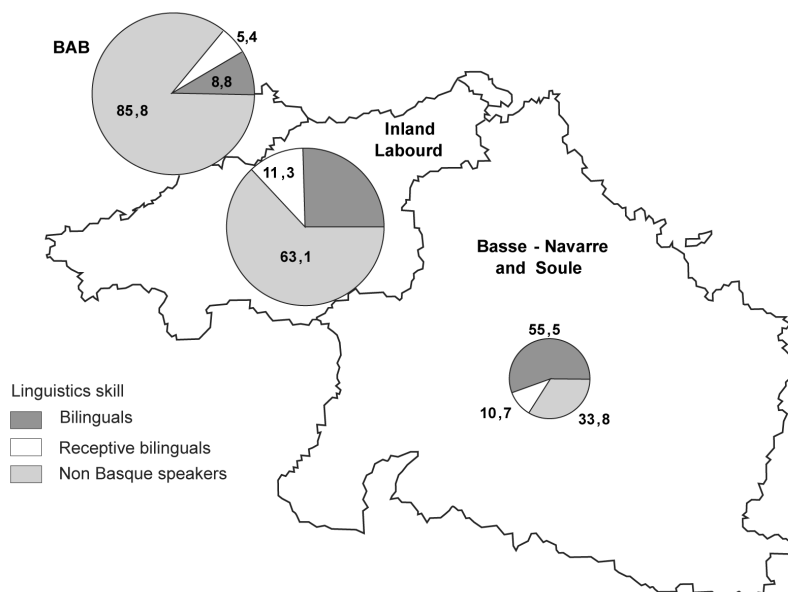 BAB
5,4
8,8
85,8
Inland
Labourd
11,3
63,1
Basse - Navarre
and Soule
55,5
10,7
33,8
Linguistics skill
Bilinguals
Receptive bilinguals
Non Basque speakers